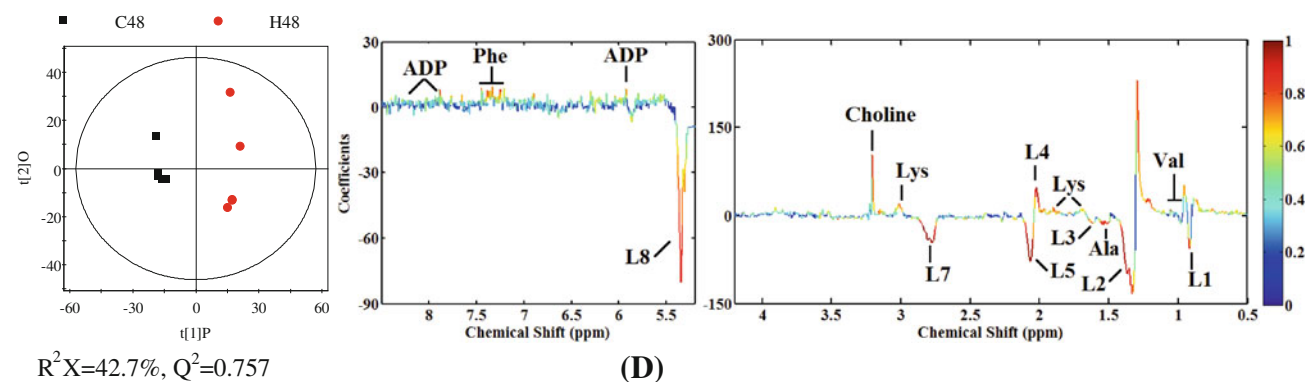 C48 H48
t[2]O
40
20
0
-20
-40
-60 -30 0 30 60
t[1]P
R²X=42.7%, Q²=0.757
Coefficients
30
0
-30
-60
-90
ADP Phe ADP
L8
8 7.5 7 6.5 6 5.5
Chemical Shift (ppm)
(D)
300
150
0
-150
Choline
Lys
L7
L4
Lys
L5
L3
Ala
L2
Val
L1
4 3.5 3 2.5 2 1.5 1 0.5
Chemical Shift (ppm)
1
0.8
0.6
0.4
0.2
0